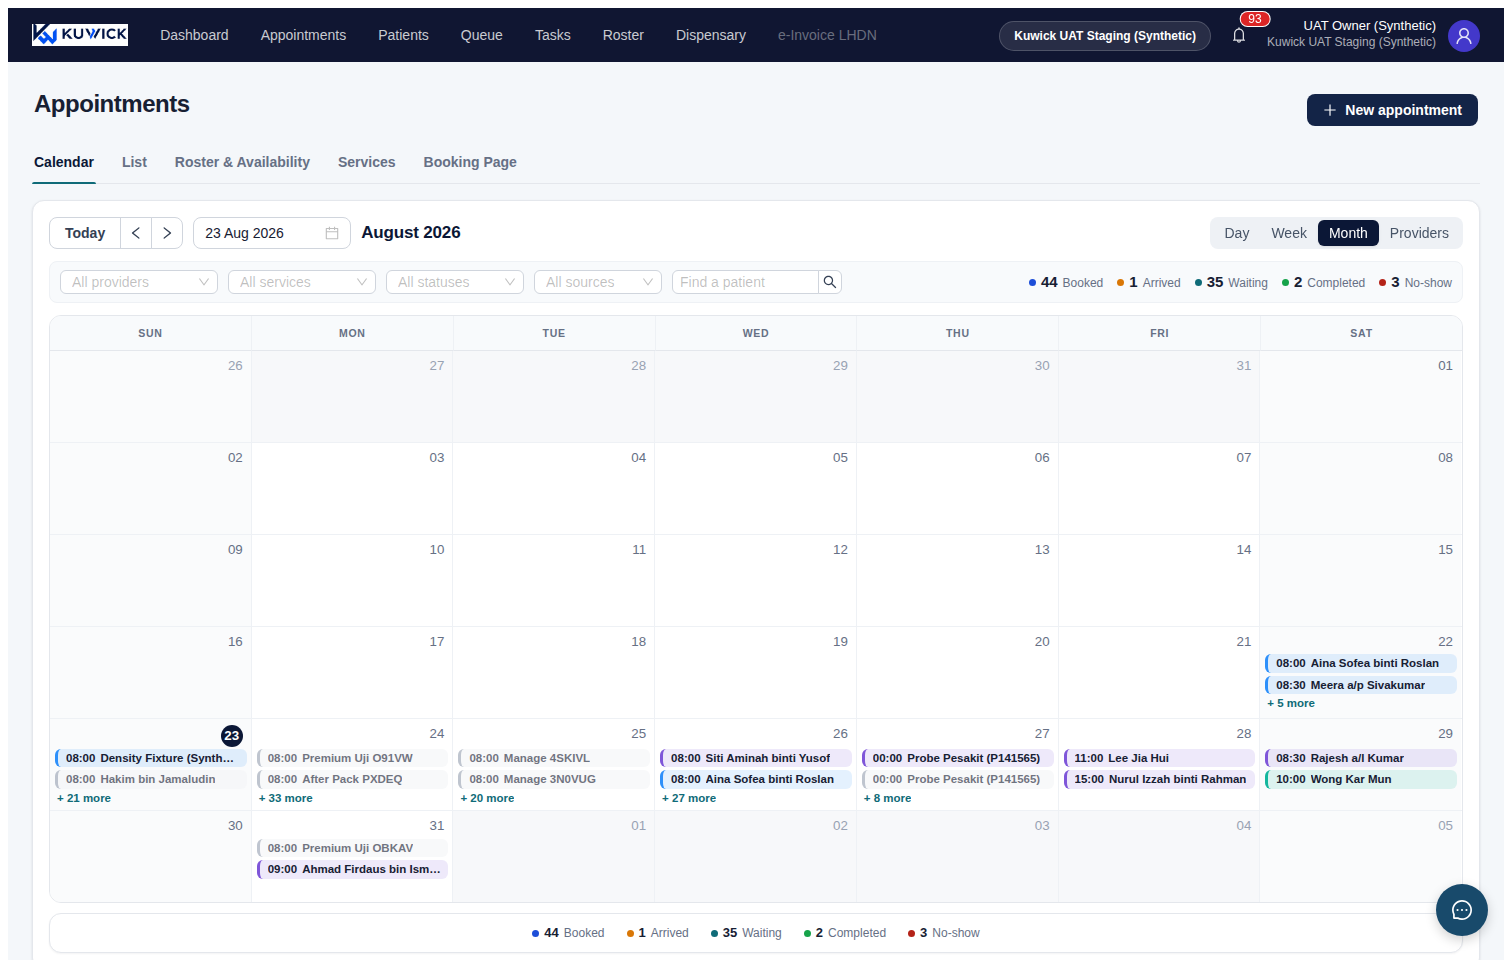 KUWICK Dashboard Appointments Patients Queue Tasks Roster Dispensary e-Invoice LHDN Kuwick UAT Staging (Synthetic) 93 UAT Owner (Synthetic)
Kuwick UAT Staging (Synthetic)
Appointments
New appointment
Calendar List Roster & Availability Services Booking Page
Today 23 Aug 2026 August 2026 Day Week Month Providers
All providers All services All statuses All sources Find a patient 44 Booked 1 Arrived 35 Waiting 2 Completed 3 No-show
SUN MON TUE WED THU FRI SAT
26 27 28 29 30 31 01
02 03 04 05 06 07 08
09 10 11 12 13 14 15
16 17 18 19 20 21 22
08:00 Aina Sofea binti Roslan
08:30 Meera a/p Sivakumar
+ 5 more
23 24 25 26 27 28 29
08:00 Density Fixture (Synth… 08:00 Premium Uji O91VW 08:00 Manage 4SKIVL 08:00 Siti Aminah binti Yusof 00:00 Probe Pesakit (P141565) 11:00 Lee Jia Hui 08:30 Rajesh a/l Kumar
08:00 Hakim bin Jamaludin 08:00 After Pack PXDEQ 08:00 Manage 3N0VUG 08:00 Aina Sofea binti Roslan 00:00 Probe Pesakit (P141565) 15:00 Nurul Izzah binti Rahman 10:00 Wong Kar Mun
+ 21 more + 33 more + 20 more + 27 more + 8 more
30 31 01 02 03 04 05
08:00 Premium Uji OBKAV
09:00 Ahmad Firdaus bin Ism…
44 Booked 1 Arrived 35 Waiting 2 Completed 3 No-show